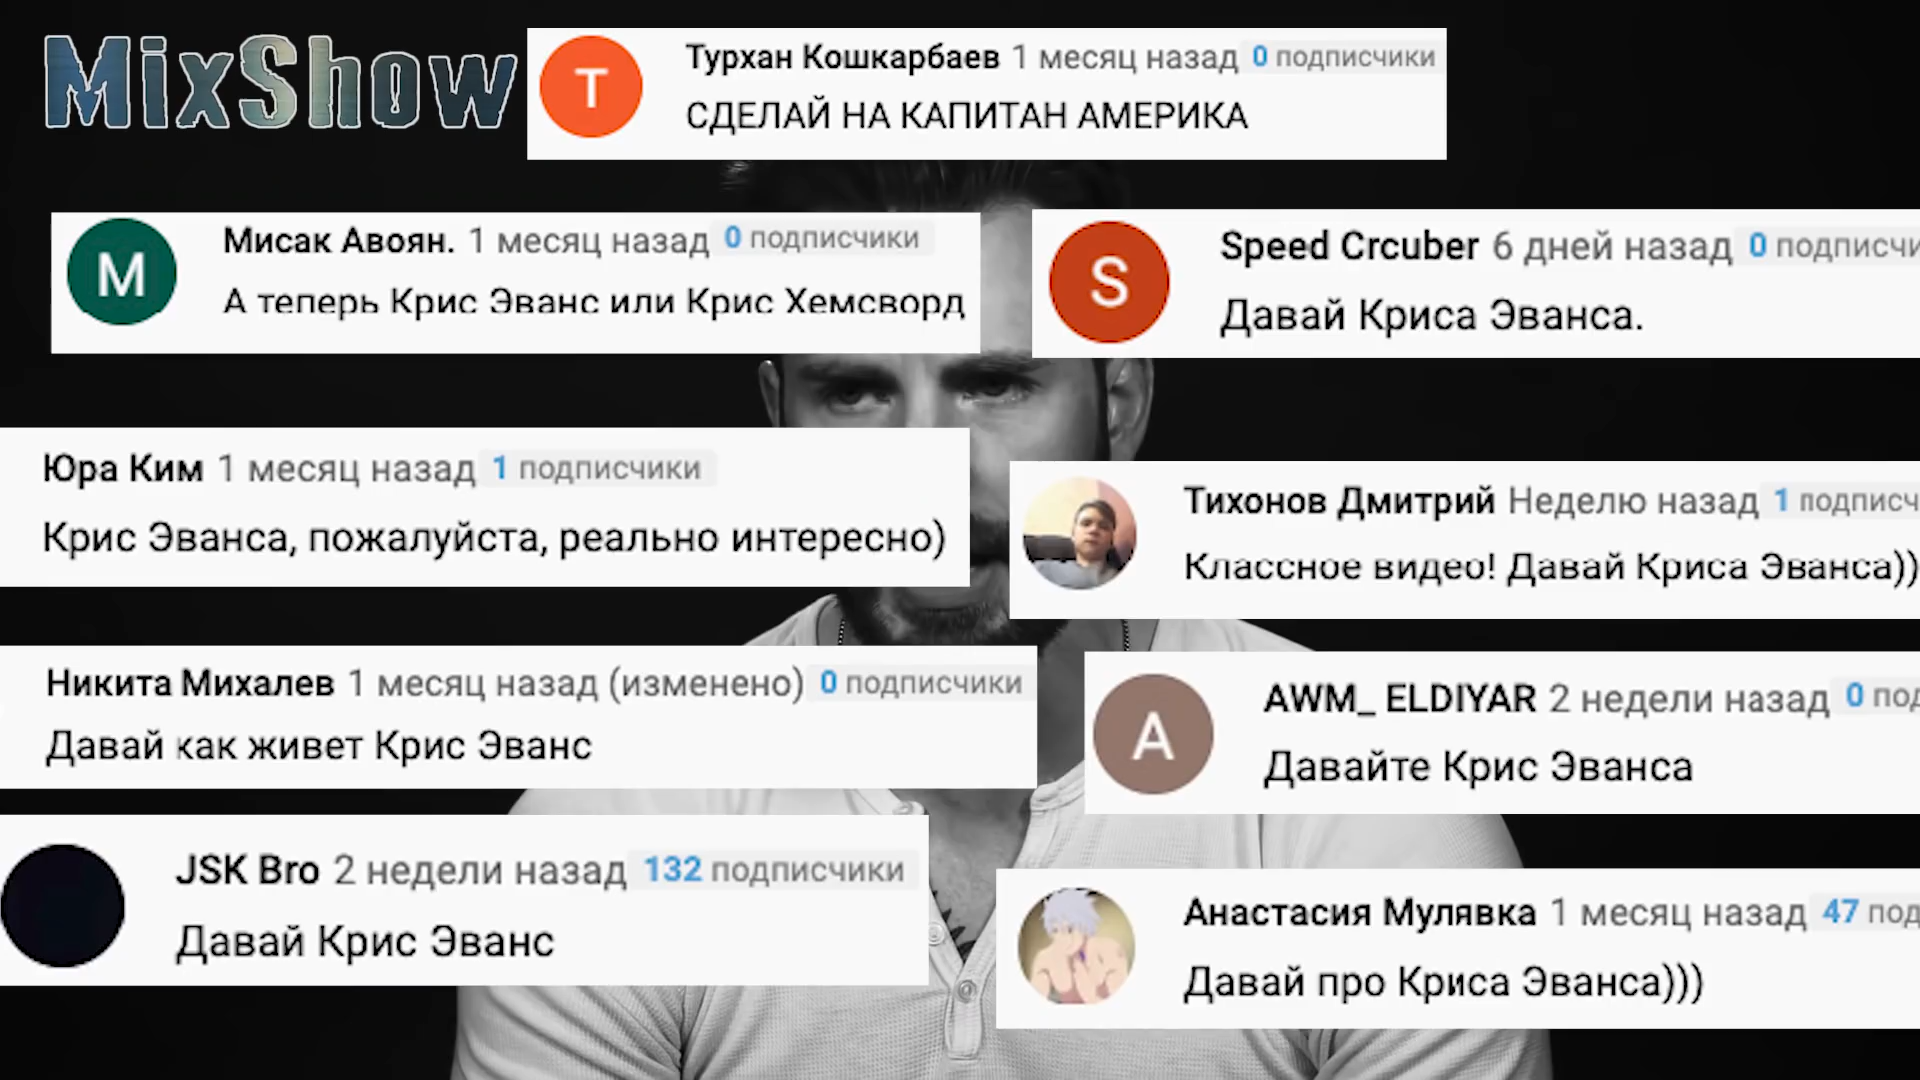 MixShow
T
Турхан Кошкарбаев 1 месяц назад 0 подписчики
СДЕЛАЙ НА КАПИТАН АМЕРИКА
M
Мисак Авоян. 1 месяц назад 0 подписчики
А теперь Крис Эванс или Крис Хемсворд
S
Speed Crcuber 6 дней назад 0 подписчи
Давай Криса Эванса.
Юра Ким 1 месяц назад 1 подписчики
Крис Эванса, пожалуйста, реально интересно)
Тихонов Дмитрий Неделю назад 1 подписч
Классное видео! Давай Криса Эванса))
Никита Михалев 1 месяц назад (изменено) 0 подписчики
Давай как живет Крис Эванс
A
AWM_ ELDIYAR 2 недели назад 0 под
Давайте Крис Эванса
JSK Bro 2 недели назад 132 подписчики
Давай Крис Эванс
Анастасия Мулявка 1 месяц назад 47 под
Давай про Криса Эванса)))